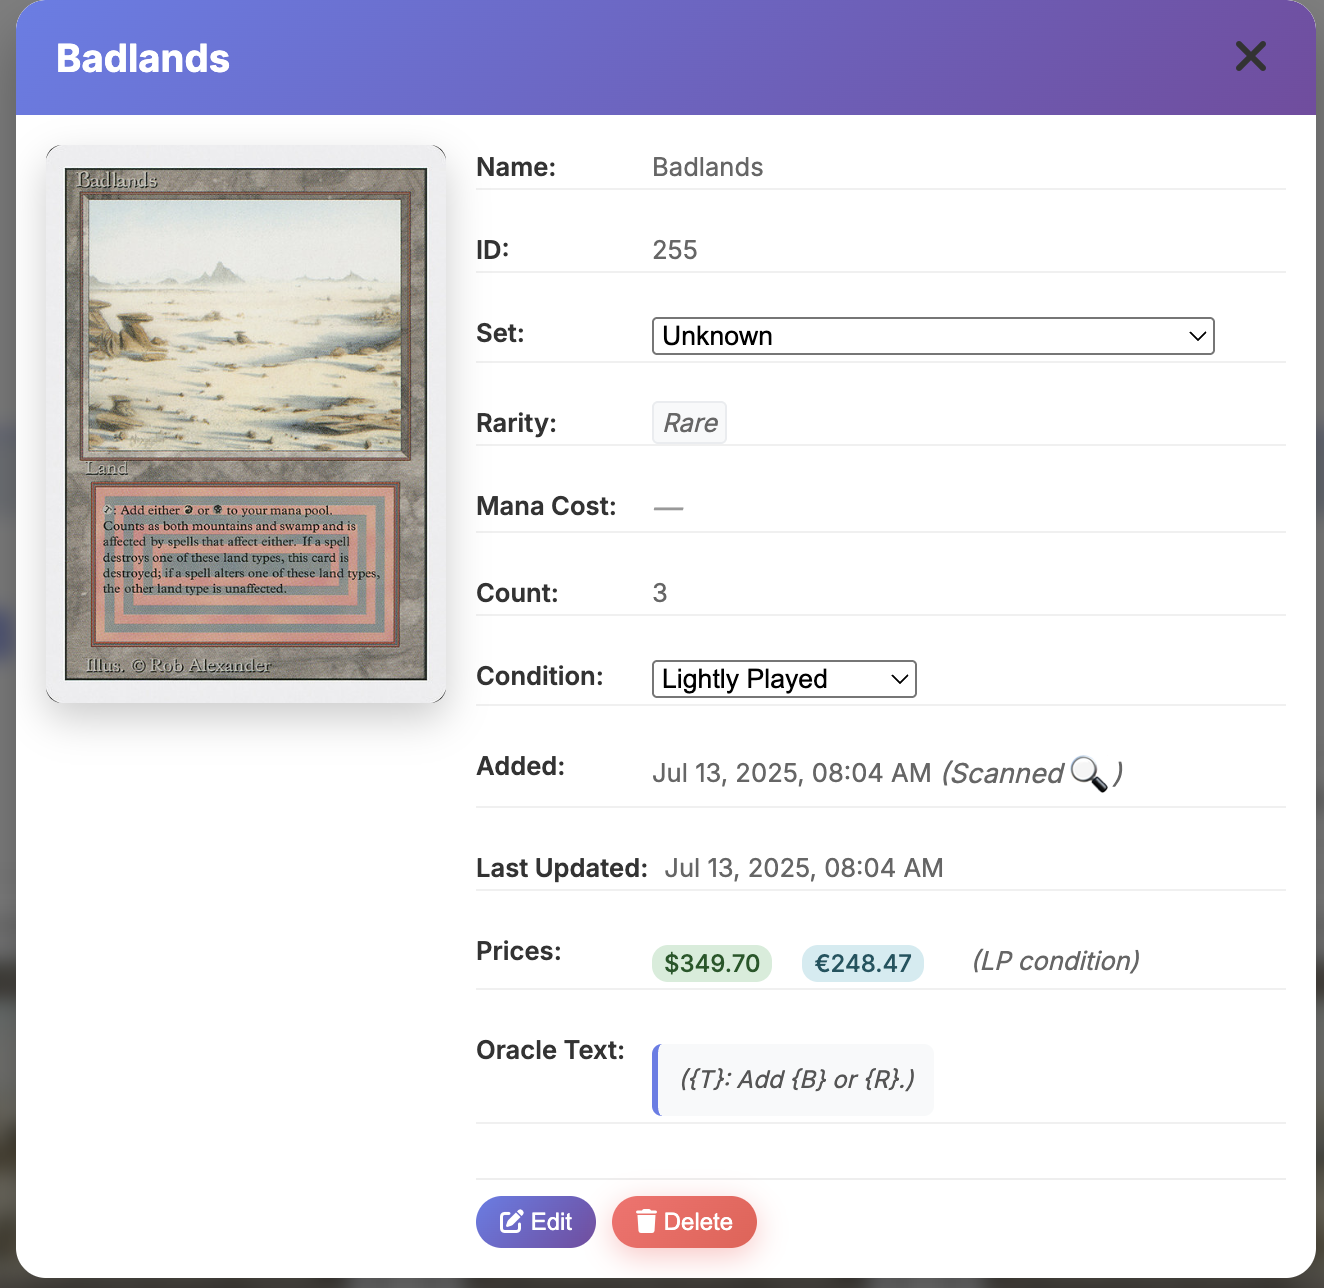 Badlands
Badlands
Land
: Add either or to your mana pool.
Counts as both mountains and swamp and is
affected by spells that affect either. If a spell
destroys one of these land types, this card is
destroyed; if a spell alters one of these land types,
the other land type is unaffected.
Illus. © Rob Alexander
Name: Badlands
ID: 255
Set: Unknown
Rarity: Rare
Mana Cost: —
Count: 3
Condition: Lightly Played
Added: Jul 13, 2025, 08:04 AM (Scanned 🔍)
Last Updated: Jul 13, 2025, 08:04 AM
Prices: $349.70 €248.47 (LP condition)
Oracle Text: ({T}: Add {B} or {R}.)
Edit Delete